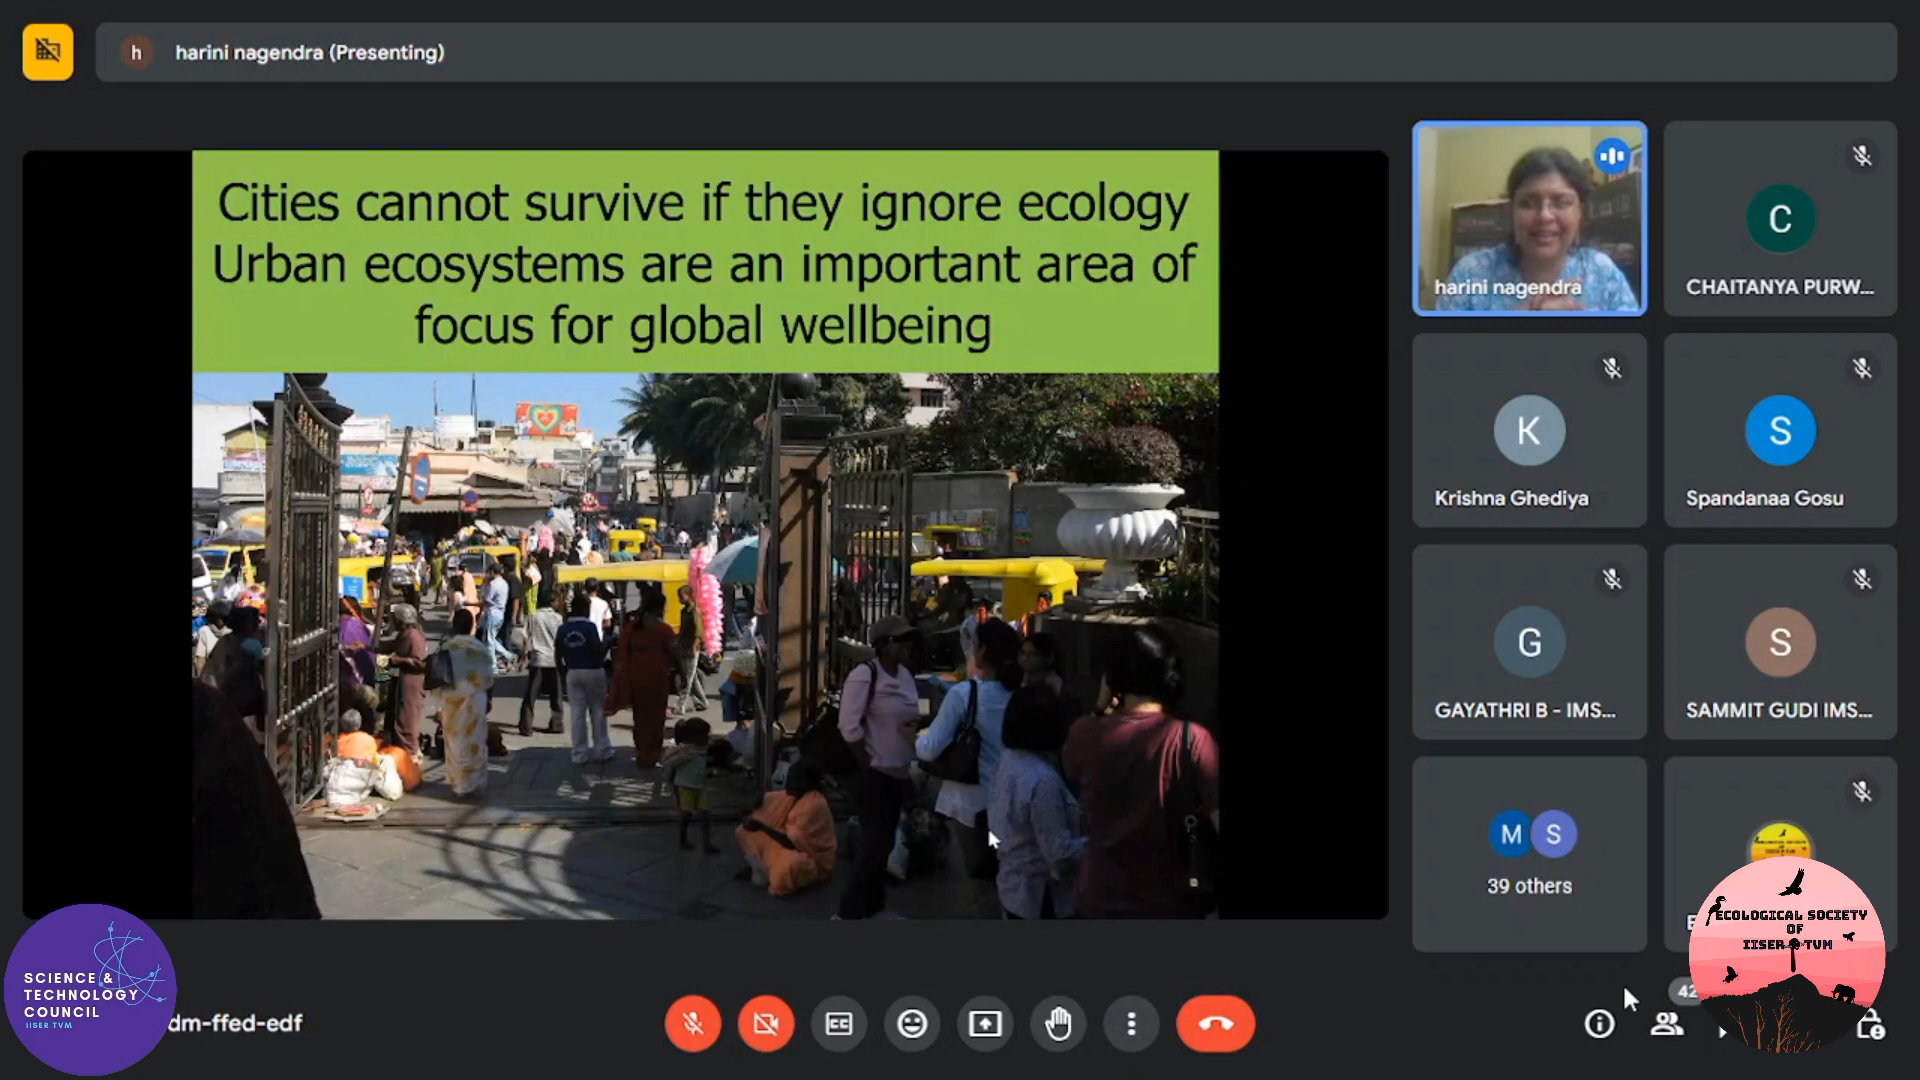 h harini nagendra (Presenting)
Cities cannot survive if they ignore ecology
Urban ecosystems are an important area of
focus for global wellbeing
harini nagendra
C
CHAITANYA PURW...
K
Krishna Ghediya
S
Spandanaa Gosu
G
GAYATHRI B - IMS...
S
SAMMIT GUDI IMS...
M S
39 others
ECOLOGICAL SOCIETY
OF
IISER TVM
SCIENCE &
TECHNOLOGY
COUNCIL
IISER TVM
dm-ffed-edf
CC
42